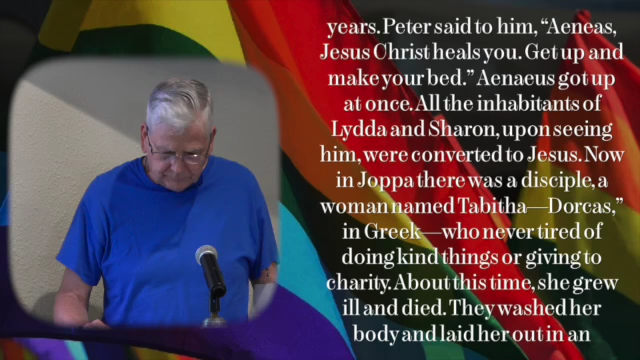 years. Peter said to him, “Aeneas,
Jesus Christ heals you. Get up and
make your bed.” Aenaeus got up
at once. All the inhabitants of
Lydda and Sharon, upon seeing
him, were converted to Jesus. Now
in Joppa there was a disciple, a
woman named Tabitha—Dorcas,”
in Greek—who never tired of
doing kind things or giving to
charity. About this time, she grew
ill and died. They washed her
body and laid her out in an